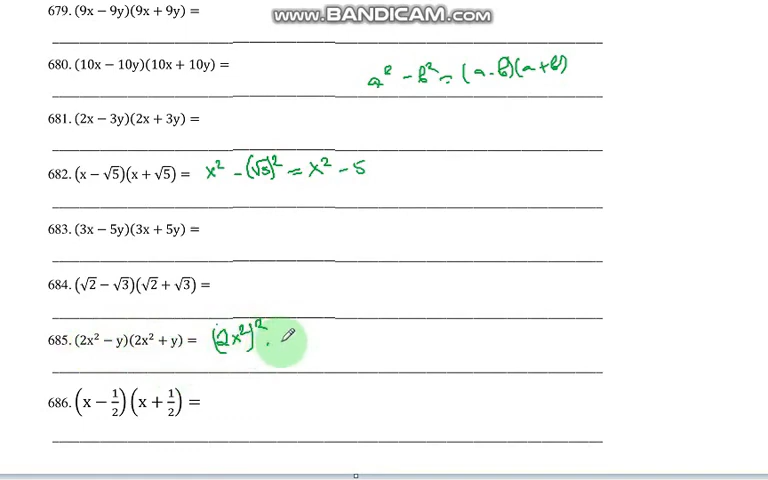 679. (9x − 9y)(9x + 9y) =
www.BANDICAM.com
680. (10x − 10y)(10x + 10y) =
a² − b² = (a-b)(a+b)
681. (2x − 3y)(2x + 3y) =
682. (x − √5)(x + √5) = x² − (√5)² = x² − 5
683. (3x − 5y)(3x + 5y) =
684. (√2 − √3)(√2 + √3) =
685. (2x² − y)(2x² + y) = (2x²)²
686. (x − 1/2)(x + 1/2) =